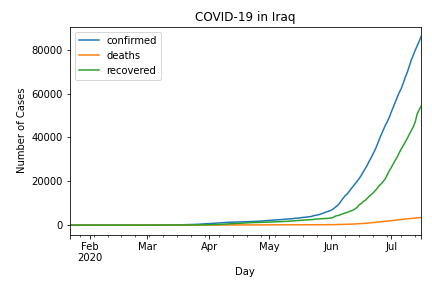 COVID-19 in Iraq
confirmed
deaths
recovered
Number of Cases
80000
60000
40000
20000
0
Feb Mar Apr May Jun Jul
2020
Day